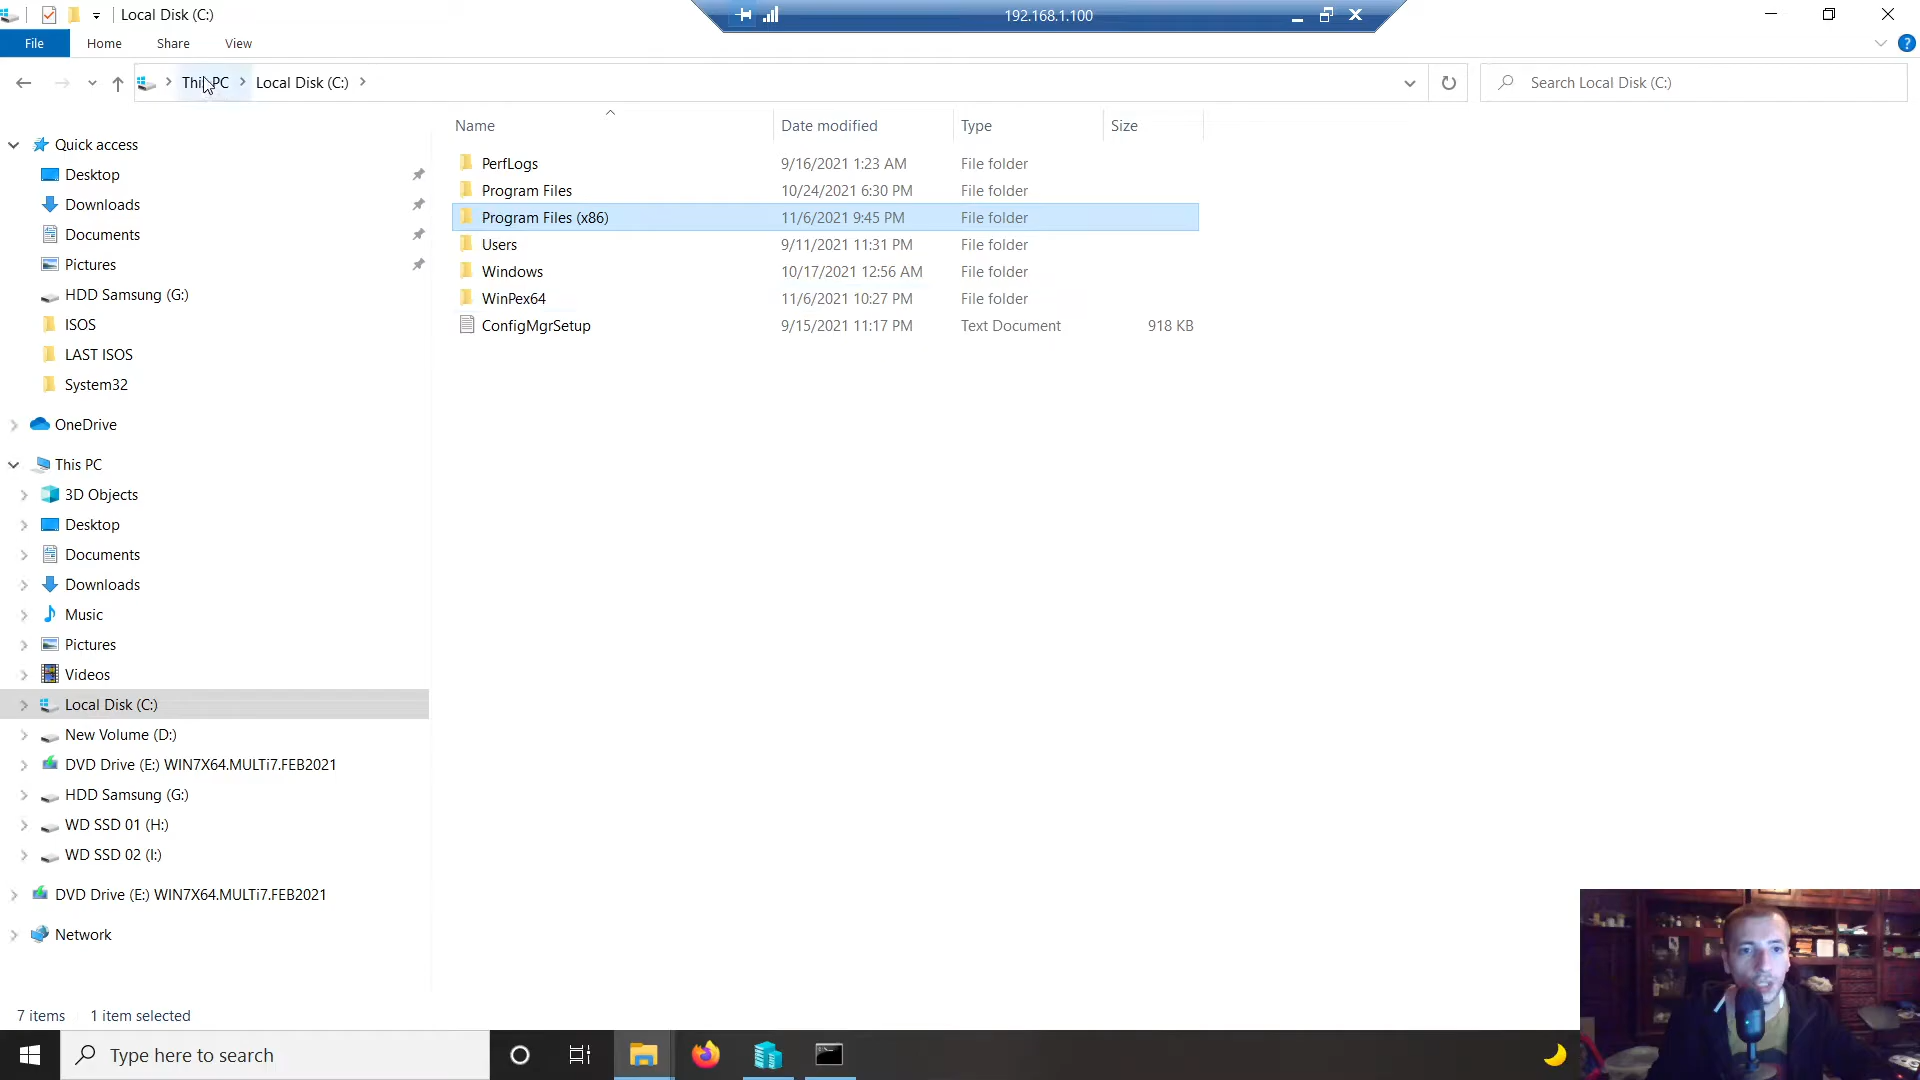 Local Disk (C:)
192.168.1.100
File
Home
Share
View
This PC
Local Disk (C:)
Search Local Disk (C:)
Name
Date modified
Type
Size
Quick access
Desktop
Downloads
Documents
Pictures
HDD Samsung (G:)
ISOS
LAST ISOS
System32
OneDrive
This PC
3D Objects
Desktop
Documents
Downloads
Music
Pictures
Videos
Local Disk (C:)
New Volume (D:)
DVD Drive (E:) WIN7X64.MULTi7.FEB2021
HDD Samsung (G:)
WD SSD 01 (H:)
WD SSD 02 (I:)
DVD Drive (E:) WIN7X64.MULTi7.FEB2021
Network
PerfLogs 9/16/2021 1:23 AM File folder
Program Files 10/24/2021 6:30 PM File folder
Program Files (x86) 11/6/2021 9:45 PM File folder
Users 9/11/2021 11:31 PM File folder
Windows 10/17/2021 12:56 AM File folder
WinPex64 11/6/2021 10:27 PM File folder
ConfigMgrSetup 9/15/2021 11:17 PM Text Document 918 KB
7 items 1 item selected
Type here to search